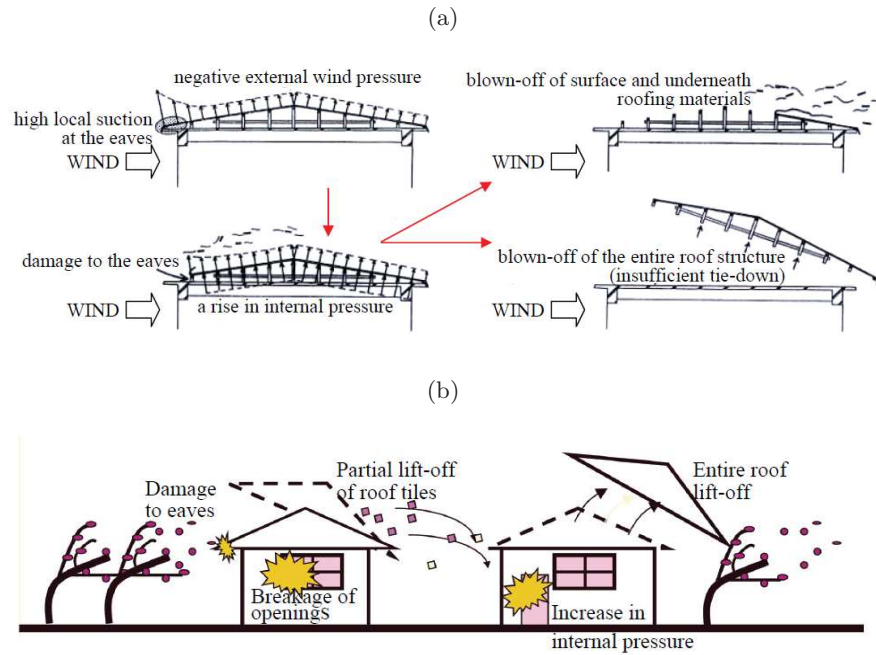 (a)
negative external wind pressure
high local suction
at the eaves
WIND
blown-off of surface and underneath
roofing materials
WIND
damage to the eaves
a rise in internal pressure
WIND
blown-off of the entire roof structure
(insufficient tie-down)
WIND
(b)
Damage
to eaves
Partial lift-off
of roof tiles
Entire roof
lift-off
Breakage of
openings
Increase in
internal pressure